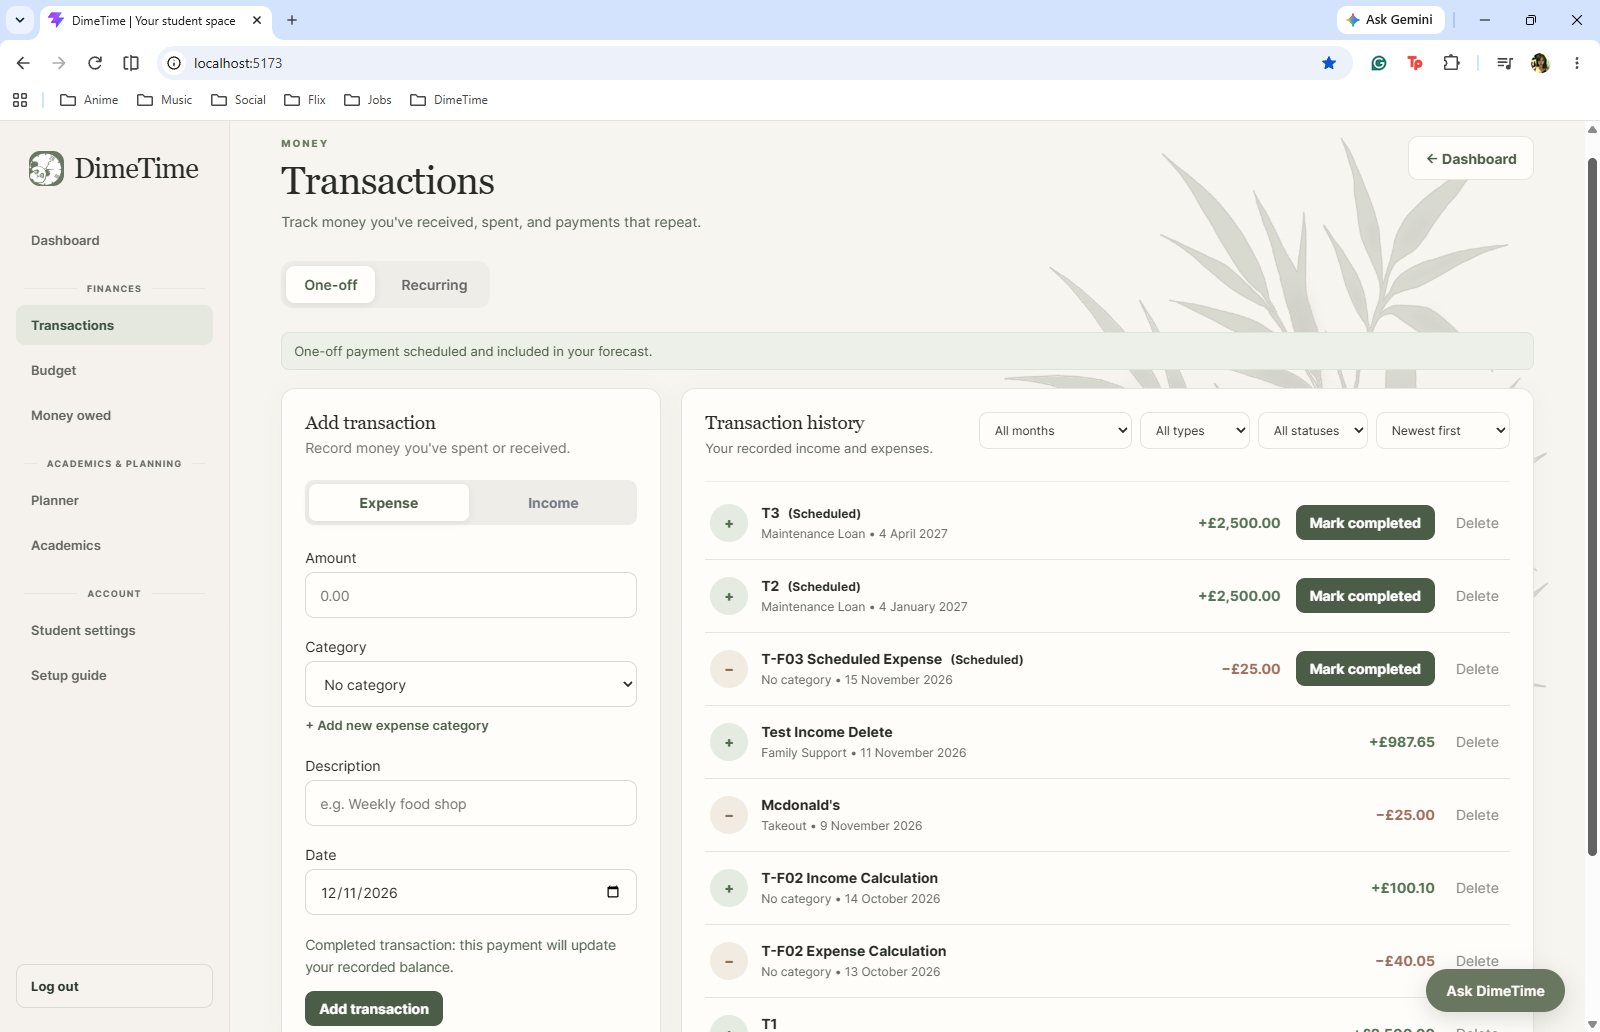 DimeTime | Your student space
Ask Gemini
localhost:5173
Anime
Music
Social
Flix
Jobs
DimeTime
DimeTime
Dashboard
FINANCES
Transactions
Budget
Money owed
ACADEMICS & PLANNING
Planner
Academics
ACCOUNT
Student settings
Setup guide
Log out
MONEY
Transactions
Track money you've received, spent, and payments that repeat.
← Dashboard
One-off
Recurring
One-off payment scheduled and included in your forecast.
Add transaction
Record money you've spent or received.
Expense
Income
Amount
0.00
Category
No category
+ Add new expense category
Description
e.g. Weekly food shop
Date
12/11/2026
Completed transaction: this payment will update
your recorded balance.
Add transaction
Transaction history
Your recorded income and expenses.
All months
All types
All statuses
Newest first
+ T3 (Scheduled) +£2,500.00 Mark completed Delete
Maintenance Loan • 4 April 2027
+ T2 (Scheduled) +£2,500.00 Mark completed Delete
Maintenance Loan • 4 January 2027
− T-F03 Scheduled Expense (Scheduled) −£25.00 Mark completed Delete
No category • 15 November 2026
+ Test Income Delete +£987.65 Delete
Family Support • 11 November 2026
− Mcdonald's −£25.00 Delete
Takeout • 9 November 2026
+ T-F02 Income Calculation +£100.10 Delete
No category • 14 October 2026
− T-F02 Expense Calculation −£40.05 Delete
No category • 13 October 2026
T1
Ask DimeTime